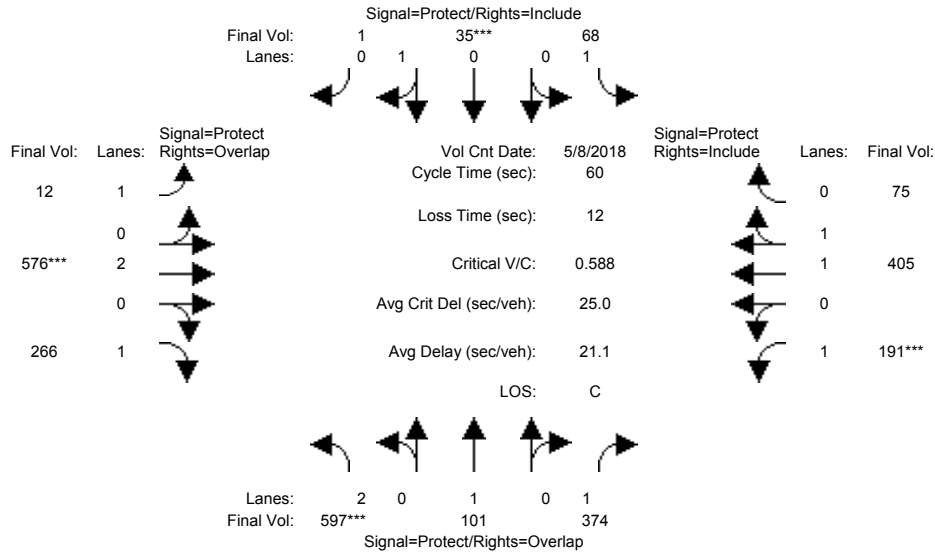 Signal=Protect/Rights=Include
Final Vol: 1 35*** 68
Lanes: 0 1 0 0 1
Signal=Protect
Final Vol: Lanes: Rights=Overlap
Vol Cnt Date: 5/8/2018
Signal=Protect
Rights=Include Lanes: Final Vol:
Cycle Time (sec): 60
12 1
0 75
Loss Time (sec): 12
0
1
576*** 2
Critical V/C: 0.588
1 405
0
Avg Crit Del (sec/veh): 25.0
0
266 1
Avg Delay (sec/veh): 21.1
1 191***
LOS: C
Lanes: 2 0 1 0 1
Final Vol: 597*** 101 374
Signal=Protect/Rights=Overlap